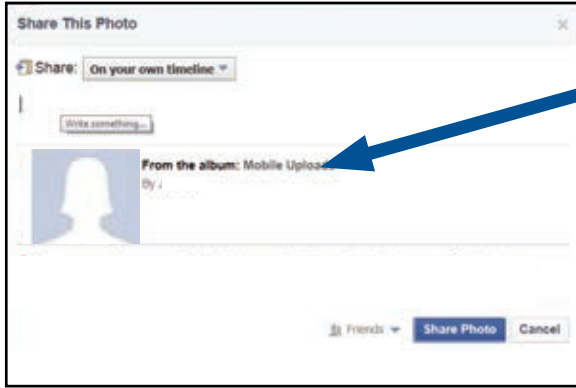 Share This Photo
Share: On your own timeline
Write something...
From the album: Mobile Uploads
By
Friends Share Photo Cancel